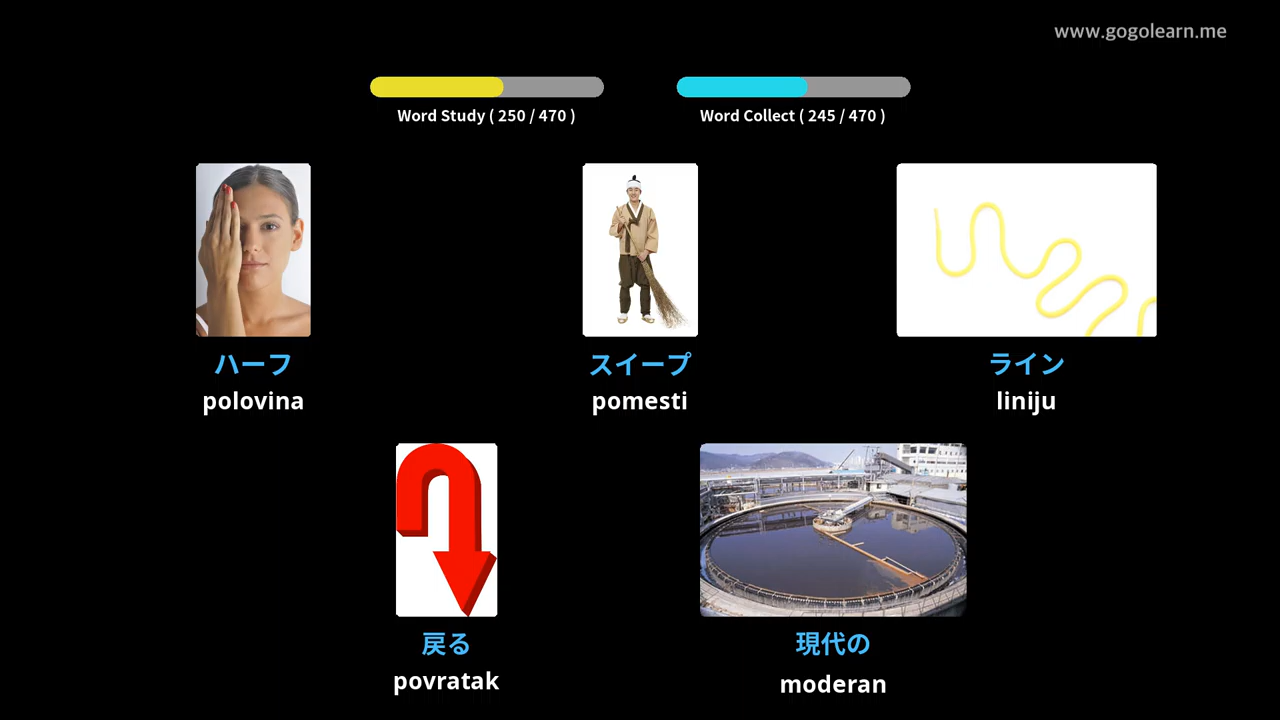 www.gogolearn.me
Word Study ( 250 / 470 )
Word Collect ( 245 / 470 )
ハーフ
polovina
スイープ
pomesti
ライン
liniju
戻る
povratak
現代の
moderan